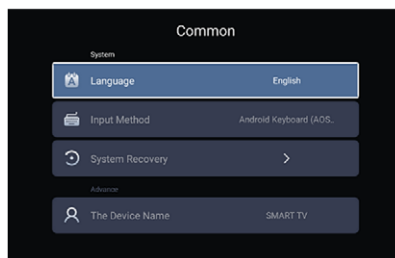 Common
System
Language English
Input Method Android Keyboard (AOS..
System Recovery
Advance
The Device Name SMART TV